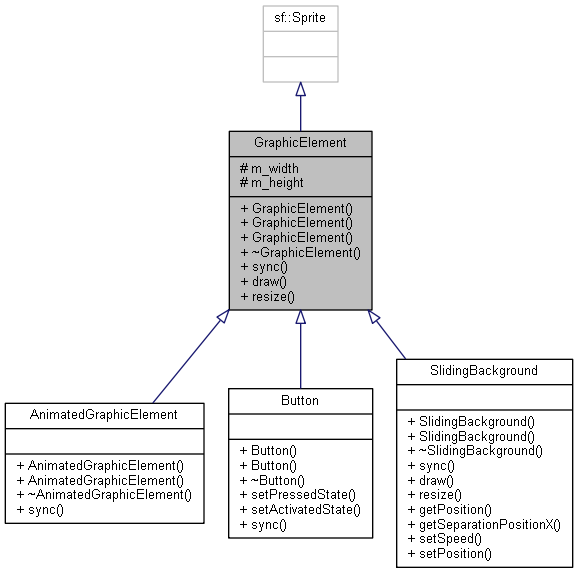 sf::Sprite
GraphicElement
# m_width
# m_height
+ GraphicElement()
+ GraphicElement()
+ GraphicElement()
+ ~GraphicElement()
+ sync()
+ draw()
+ resize()
AnimatedGraphicElement
+ AnimatedGraphicElement()
+ AnimatedGraphicElement()
+ ~AnimatedGraphicElement()
+ sync()
Button
+ Button()
+ Button()
+ ~Button()
+ setPressedState()
+ setActivatedState()
+ sync()
SlidingBackground
+ SlidingBackground()
+ SlidingBackground()
+ ~SlidingBackground()
+ sync()
+ draw()
+ resize()
+ getPosition()
+ getSeparationPositionX()
+ setSpeed()
+ setPosition()